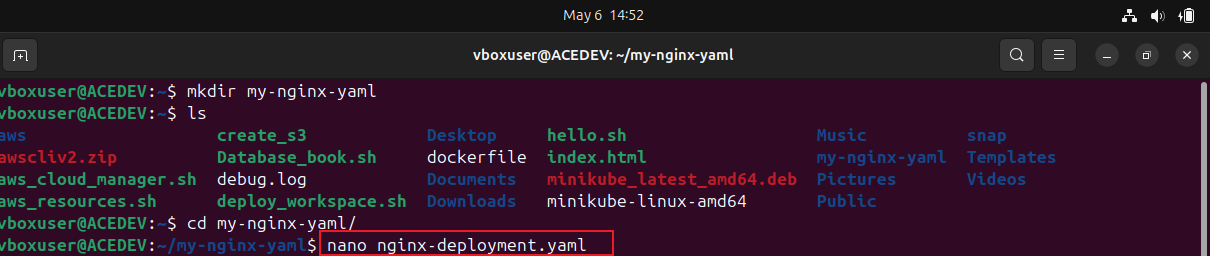 May 6 14:52
vboxuser@ACEDEV: ~/my-nginx-yaml
vboxuser@ACEDEV:~$ mkdir my-nginx-yaml
vboxuser@ACEDEV:~$ ls
aws create_s3 Desktop hello.sh Music snap
awscliv2.zip Database_book.sh dockerfile index.html my-nginx-yaml Templates
aws_cloud_manager.sh debug.log Documents minikube_latest_amd64.deb Pictures Videos
aws_resources.sh deploy_workspace.sh Downloads minikube-linux-amd64 Public
vboxuser@ACEDEV:~$ cd my-nginx-yaml/
vboxuser@ACEDEV:~/my-nginx-yaml$ nano nginx-deployment.yaml